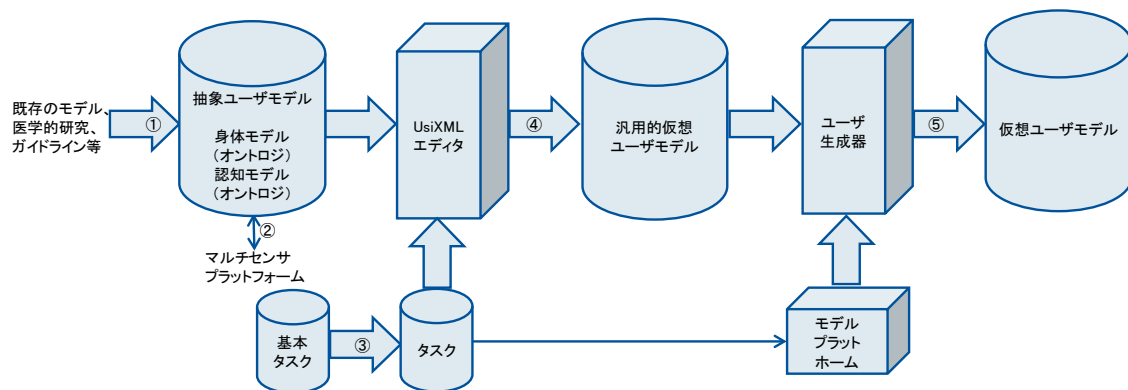 既存のモデル、
医学的研究、
ガイドライン等
①
抽象ユーザモデル
身体モデル
(オントロジ)
認知モデル
(オントロジ)
②
マルチセンサ
プラットフォーム
UsiXML
エディタ
④
汎用的仮想
ユーザモデル
ユーザ
生成器
⑤
仮想ユーザモデル
基本
タスク
③
タスク
モデル
プラット
ホーム